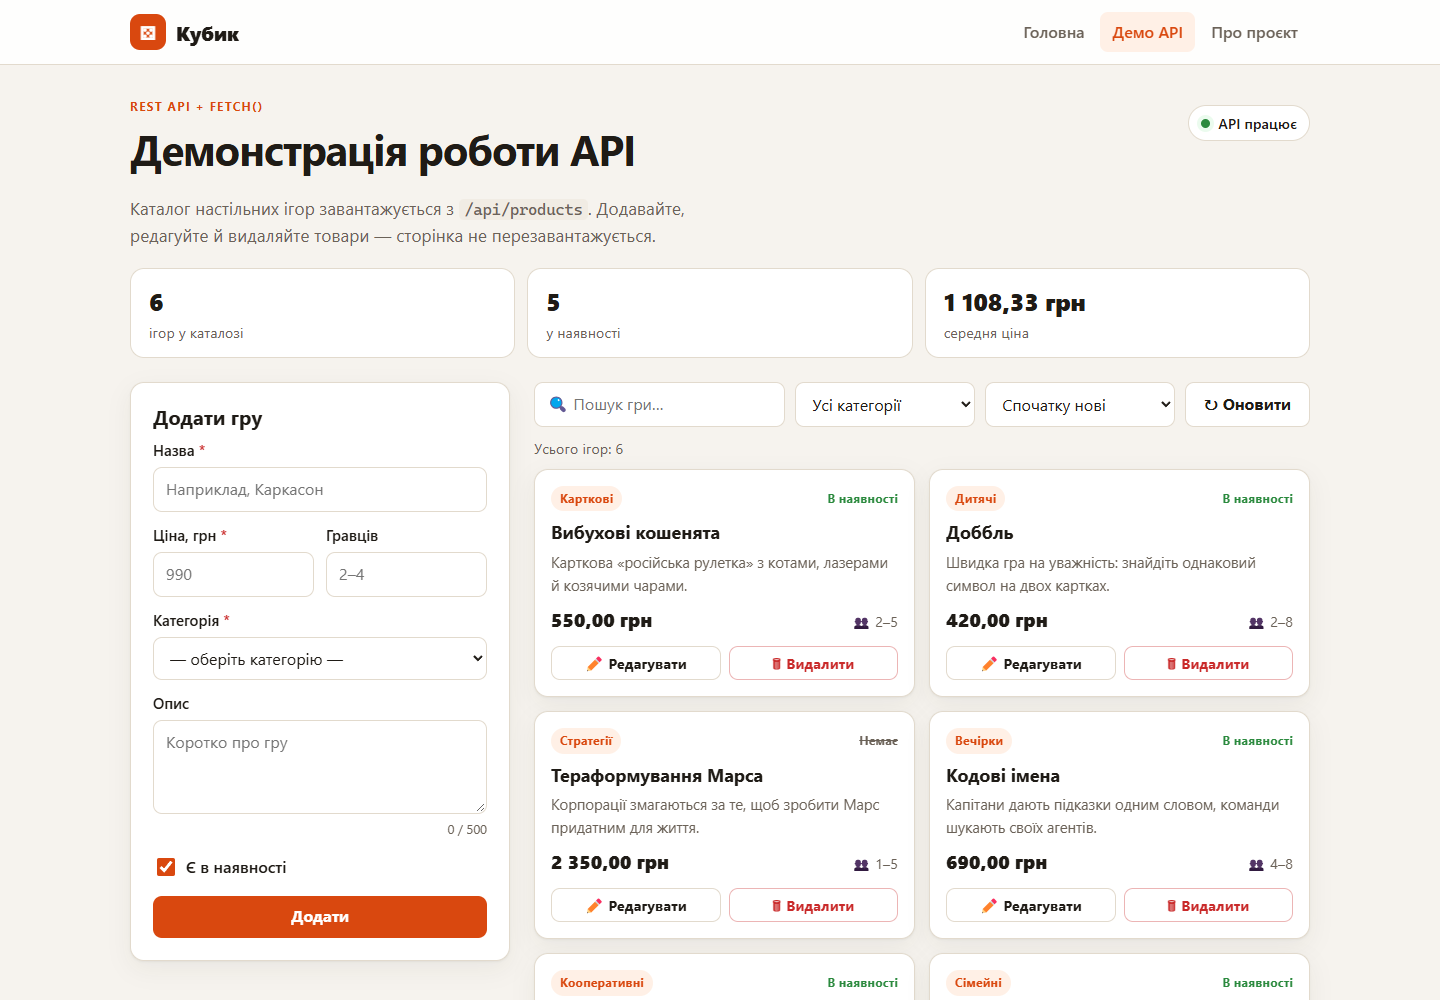 Кубик
Головна
Демо API
Про проєкт
REST API + FETCH()
API працює
Демонстрація роботи API
Каталог настільних ігор завантажується з /api/products . Додавайте,
редагуйте й видаляйте товари — сторінка не перезавантажується.
6
ігор у каталозі
5
у наявності
1 108,33 грн
середня ціна
Додати гру
Назва *
Наприклад, Каркасон
Ціна, грн *
Гравців
990
2–4
Категорія *
— оберіть категорію —
Опис
Коротко про гру
0 / 500
Є в наявності
Додати
Пошук гри...
Усі категорії
Спочатку нові
↻ Оновити
Усього ігор: 6
Карткові
В наявності
Вибухові кошенята
Карткова «російська рулетка» з котами, лазерами
й козячими чарами.
550,00 грн
2–5
Редагувати
Видалити
Дитячі
В наявності
Доббль
Швидка гра на уважність: знайдіть однаковий
символ на двох картках.
420,00 грн
2–8
Редагувати
Видалити
Стратегії
Немає
Тераформування Марса
Корпорації змагаються за те, щоб зробити Марс
придатним для життя.
2 350,00 грн
1–5
Редагувати
Видалити
Вечірки
В наявності
Кодові імена
Капітани дають підказки одним словом, команди
шукають своїх агентів.
690,00 грн
4–8
Редагувати
Видалити
Кооперативні
В наявності
Сімейні
В наявності